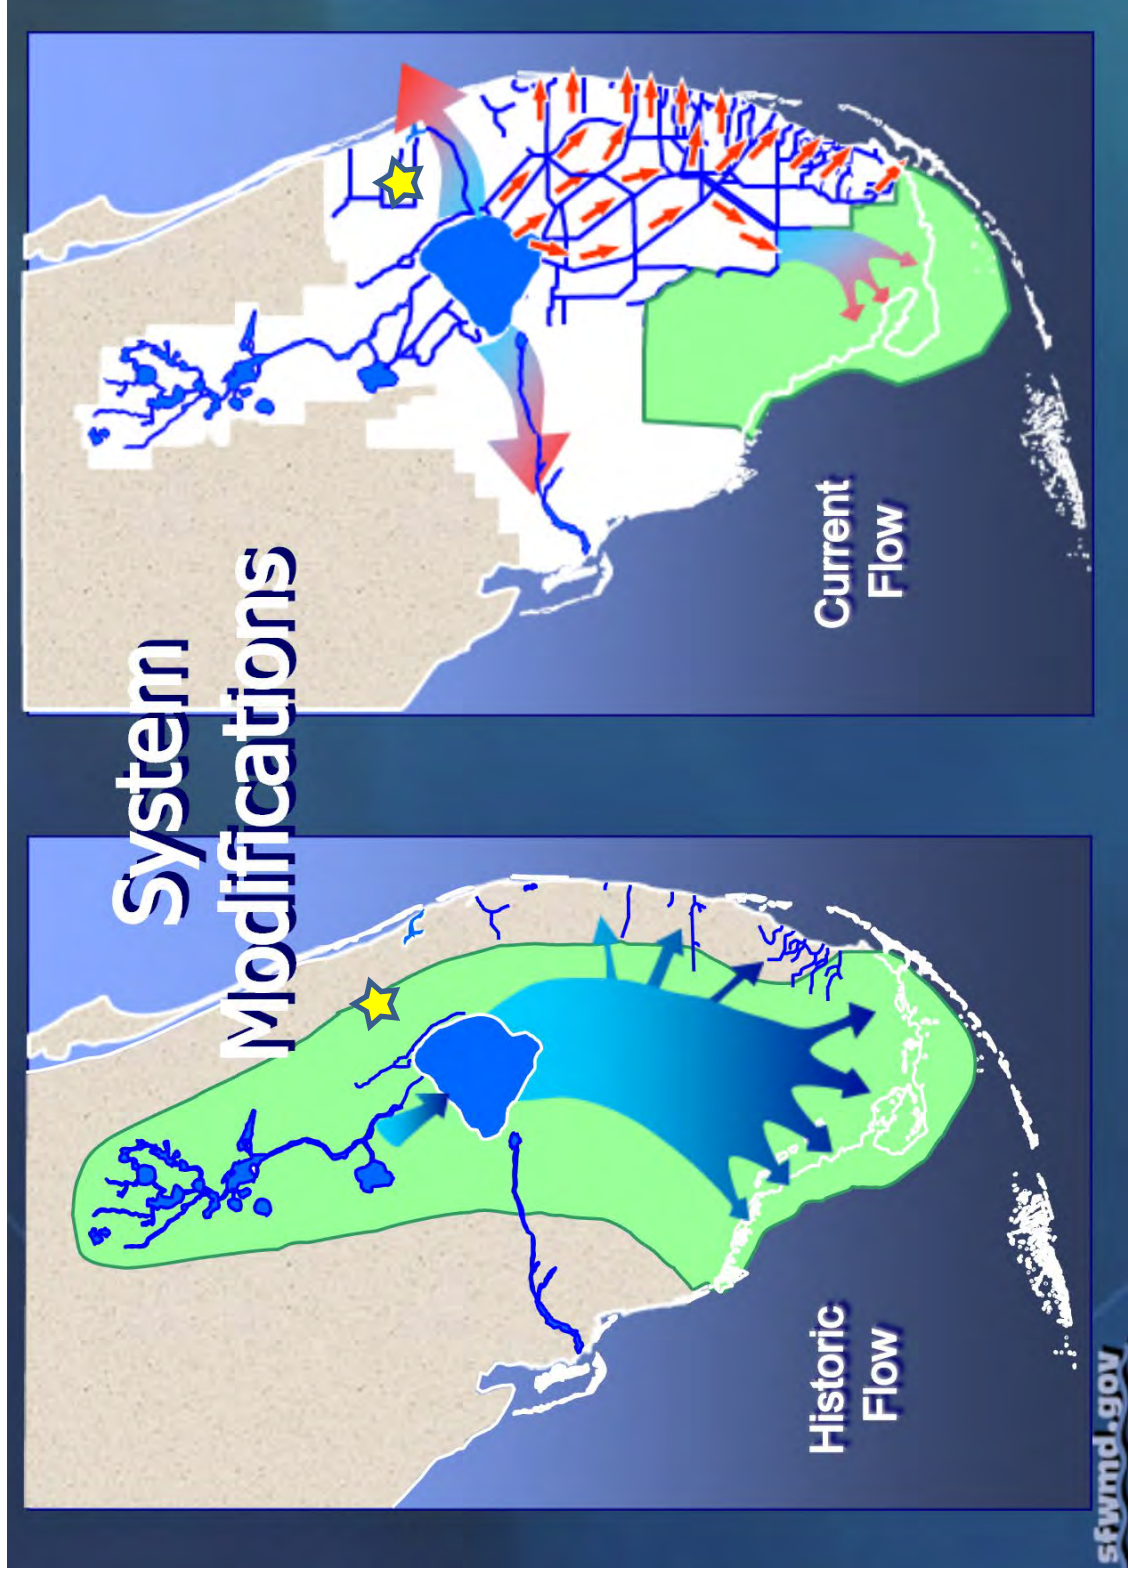 System
Modifications
Historic
Flow
Current
Flow
sfwmd.gov